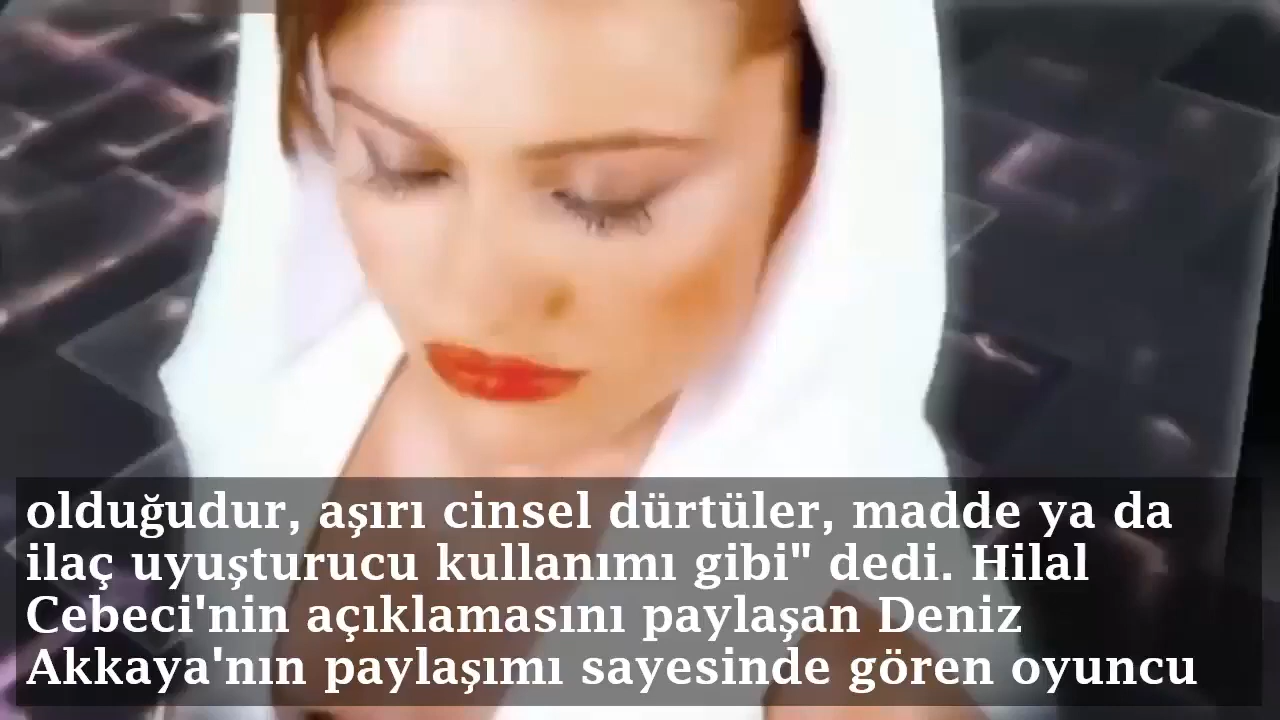 olduğudur, aşırı cinsel dürtüler, madde ya da
ilaç uyuşturucu kullanımı gibi" dedi. Hilal
Cebeci'nin açıklamasını paylaşan Deniz
Akkaya'nın paylaşımı sayesinde gören oyuncu